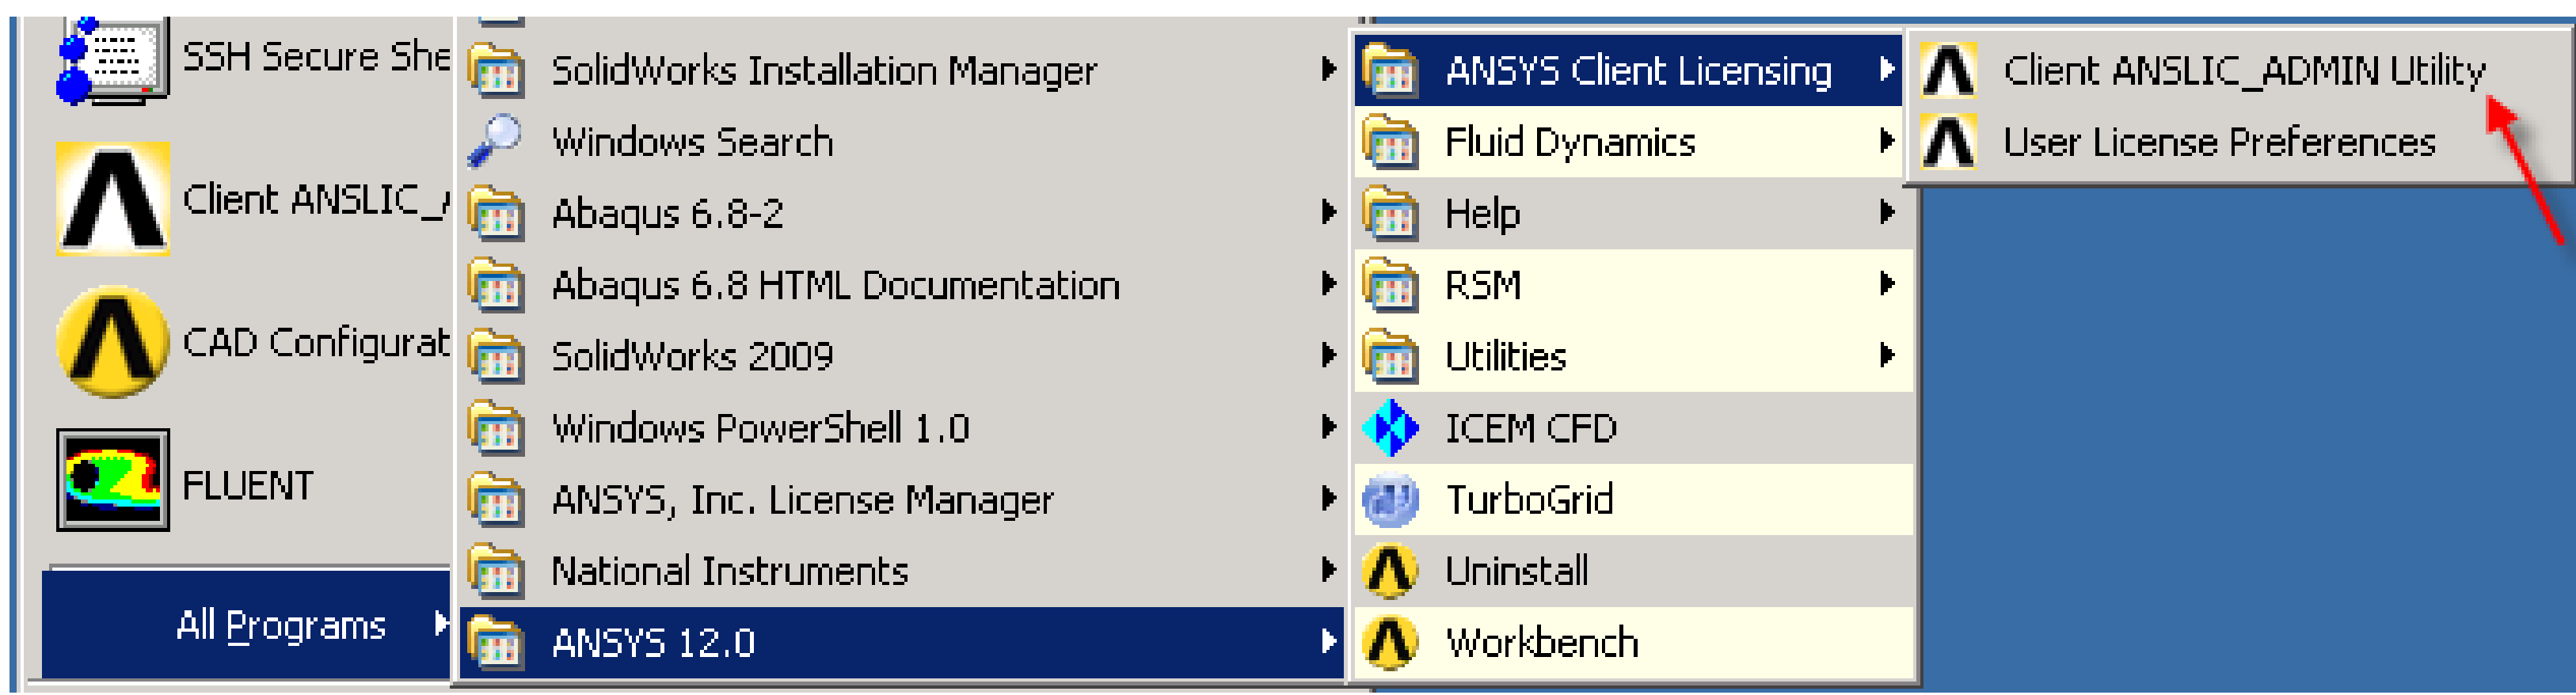 SSH Secure She
Client ANSLIC_
CAD Configurat
FLUENT
All Programs
SolidWorks Installation Manager
Windows Search
Abaqus 6.8-2
Abaqus 6.8 HTML Documentation
SolidWorks 2009
Windows PowerShell 1.0
ANSYS, Inc. License Manager
National Instruments
ANSYS 12.0
ANSYS Client Licensing
Fluid Dynamics
Help
RSM
Utilities
ICEM CFD
TurboGrid
Uninstall
Workbench
Client ANSLIC_ADMIN Utility
User License Preferences